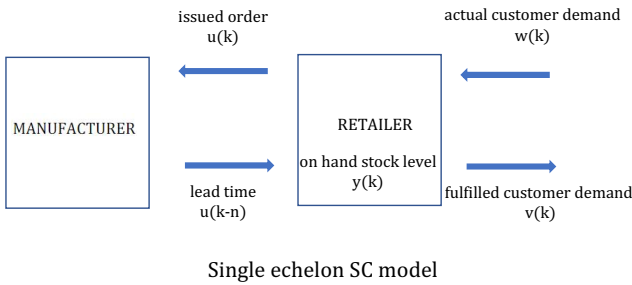 issued order
u(k)
actual customer demand
w(k)
MANUFACTURER
RETAILER
on hand stock level
y(k)
lead time
u(k-n)
fulfilled customer demand
v(k)
Single echelon SC model